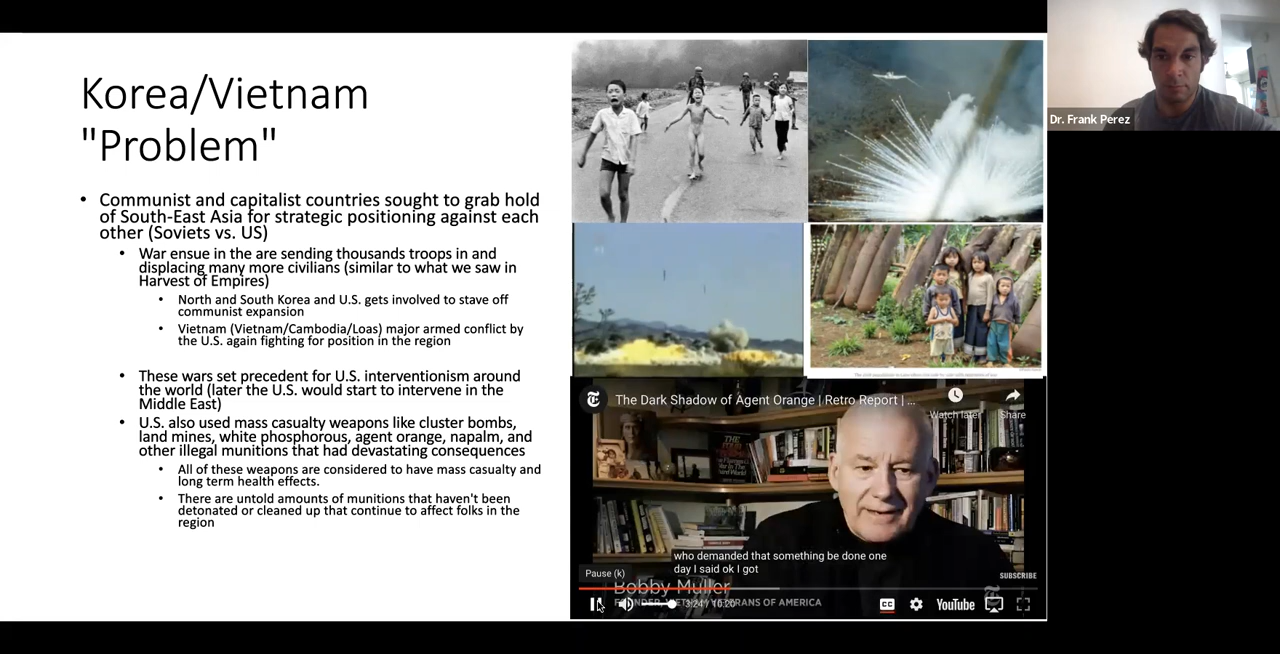 Korea/Vietnam
"Problem"
• Communist and capitalist countries sought to grab hold
of South-East Asia for strategic positioning against each
other (Soviets vs. US)
• War ensue in the are sending thousands troops in and
displacing many more civilians (similar to what we saw in
Harvest of Empires)
• North and South Korea and U.S. gets involved to stave off
communist expansion
• Vietnam (Vietnam/Cambodia/Loas) major armed conflict by
the U.S. again fighting for position in the region
• These wars set precedent for U.S. interventionism around
the world (later the U.S. would start to intervene in the
Middle East)
• U.S. also used mass casualty weapons like cluster bombs,
land mines, white phosphorous, agent orange, napalm, and
other illegal munitions that had devastating consequences
• All of these weapons are considered to have mass casualty and
long term health effects.
• There are untold amounts of munitions that haven't been
detonated or cleaned up that continue to affect folks in the
region
The Dark Shadow of Agent Orange | Retro Report | ...
Watch later
Share
who demanded that something be done one
day I said ok I got
Pause (k)
SUBSCRIBE
Bobby Muller
VETERANS OF AMERICA
CC
YouTube
Dr. Frank Perez